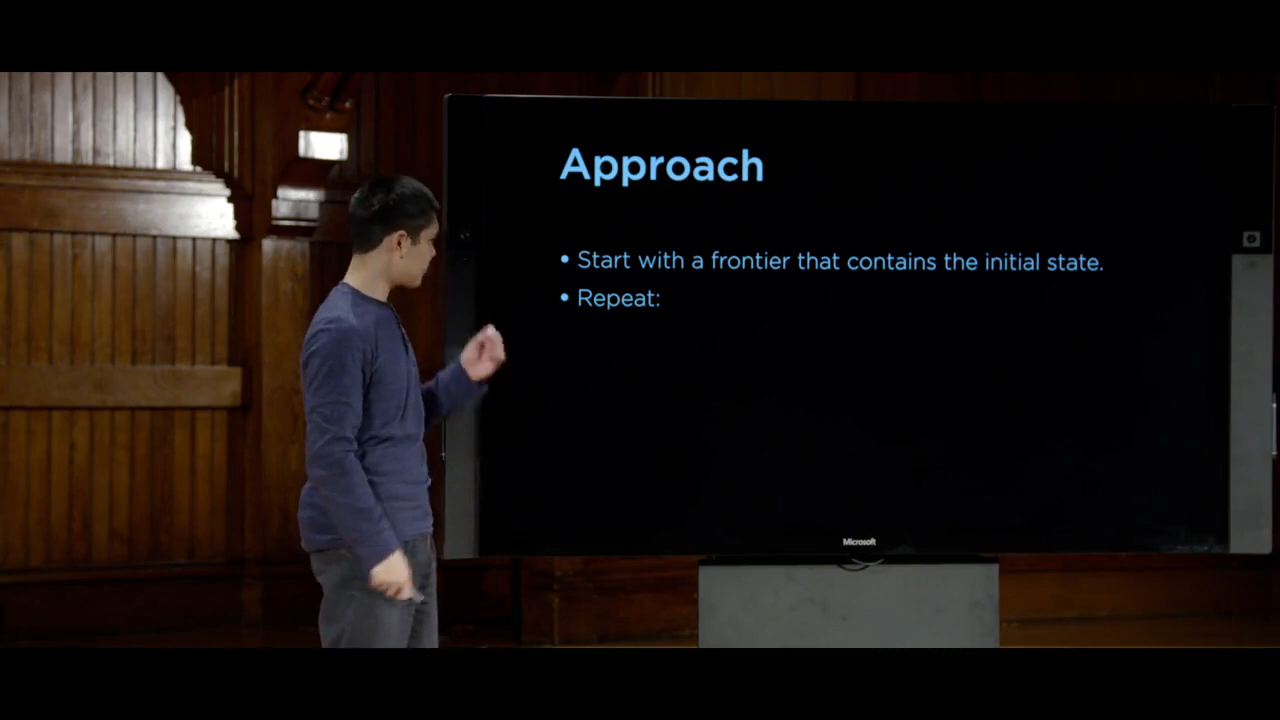 Approach
• Start with a frontier that contains the initial state.
• Repeat:
Microsoft